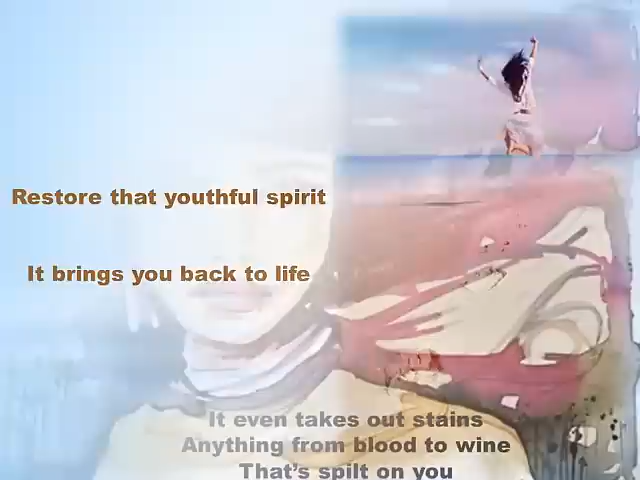 Restore that youthful spirit
It brings you back to life
It even takes out stains
Anything from blood to wine
That's spilt on you